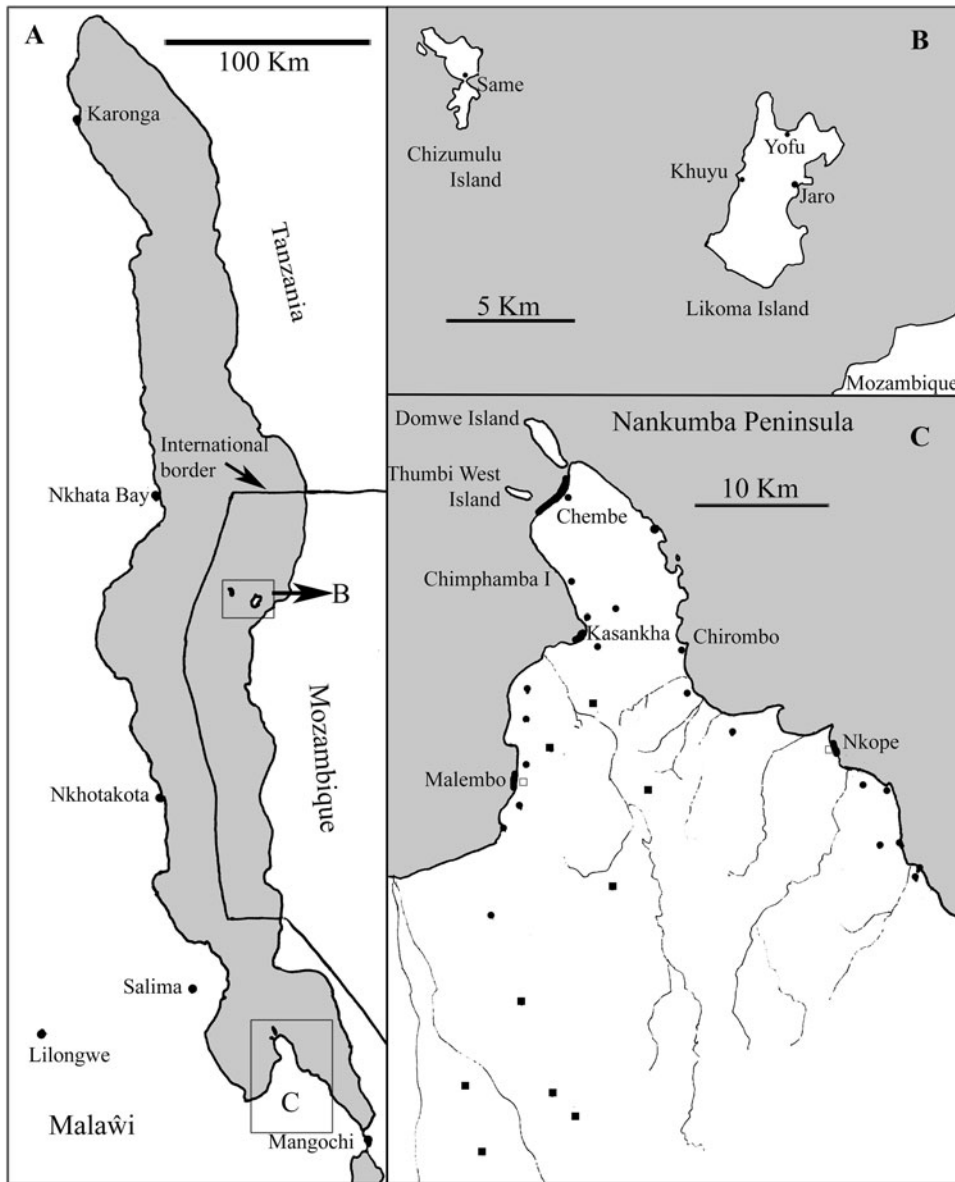 A
100 Km
Karonga
Tanzania
International
border
Nkhata Bay
B
Mozambique
Nkhotakota
Salima
Lilongwe
C
Malaŵi
Mangochi
B
Same
Chizumulu
Island
Yofu
Khuyu
Jaro
5 Km
Likoma Island
Mozambique
Domwe Island
Nankumba Peninsula
C
Thumbi West
Island
10 Km
Chembe
Chimphamba I
Kasankha
Chirombo
Nkope
Malembo